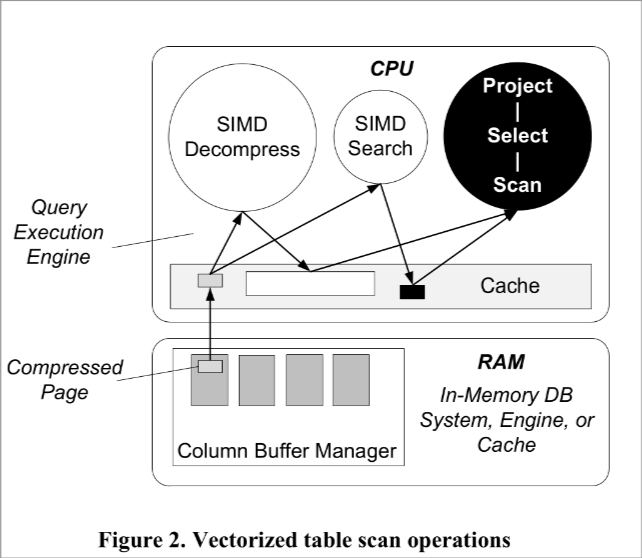 CPU
SIMD
Decompress
SIMD
Search
Project
Select
Scan
Query
Execution
Engine
Cache
Compressed
Page
RAM
In-Memory DB
System, Engine, or
Cache
Column Buffer Manager
Figure 2. Vectorized table scan operations